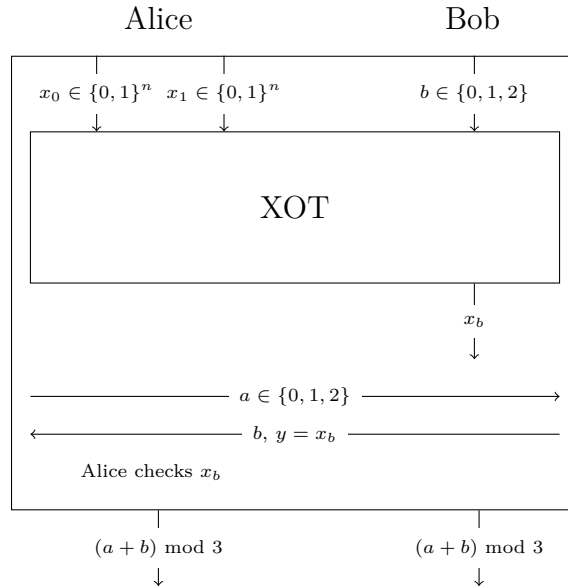 Alice Bob
x_0 ∈ {0, 1}^n x_1 ∈ {0, 1}^n b ∈ {0, 1, 2}
XOT
x_b
a ∈ {0, 1, 2}
b, y = x_b
Alice checks x_b
(a + b) mod 3 (a + b) mod 3